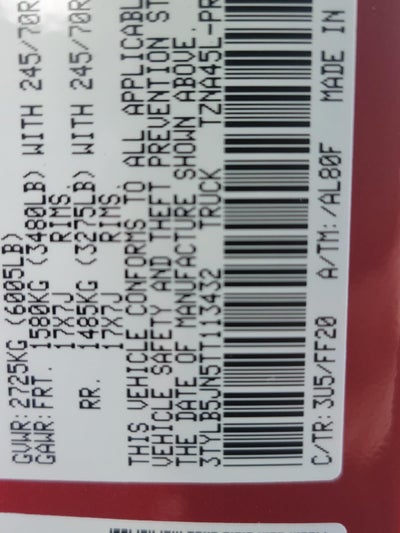 GVWR: 2725KG (6005LB)
GAWR: FRT. 1580KG (3480LB) WITH 245/70R
17X7J RIMS.
RR. 1485KG (3275LB) WITH 245/70R
17X7J RIMS.
THIS VEHICLE CONFORMS TO ALL APPLICABL
VEHICLE SAFETY AND THEFT PREVENTION ST
THE DATE OF MANUFACTURE SHOWN ABOVE.
3TYLB5JN5TT113432 TRUCK TZNA45L-PR
C/TR: 3U5/FF20 A/TM: /AL80F MADE IN